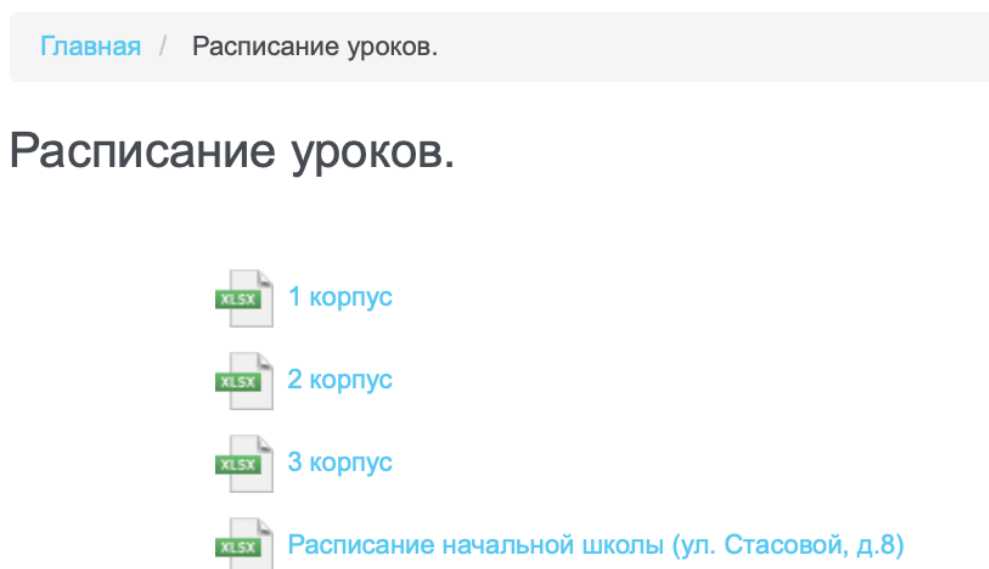 Главная / Расписание уроков.
Расписание уроков.
XLSX 1 корпус
XLSX 2 корпус
XLSX 3 корпус
XLSX Расписание начальной школы (ул. Стасовой, д.8)